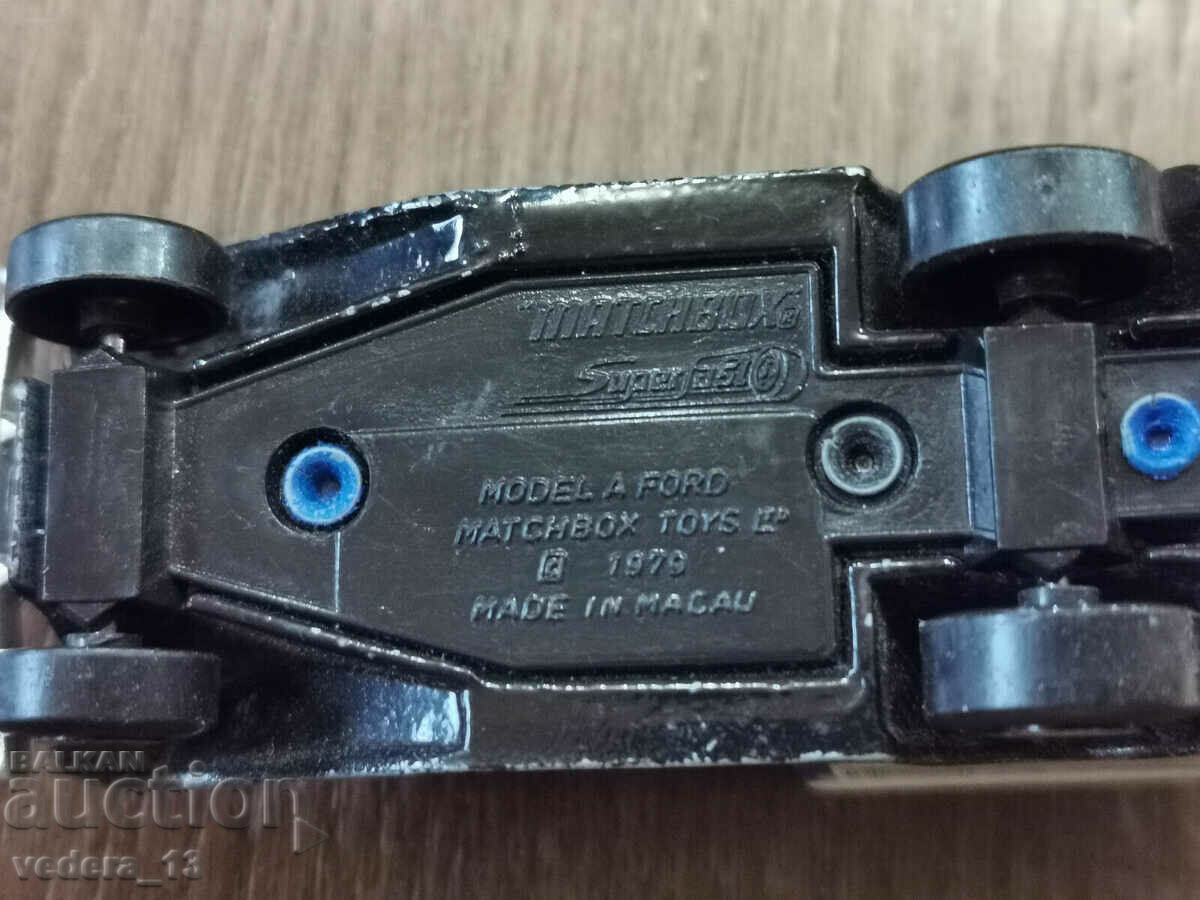 MATCHBOX
Superfast
MODEL A FORD
MATCHBOX TOYS LTD
© 1979
MADE IN MACAU
BALKAN
auction
vedera_13